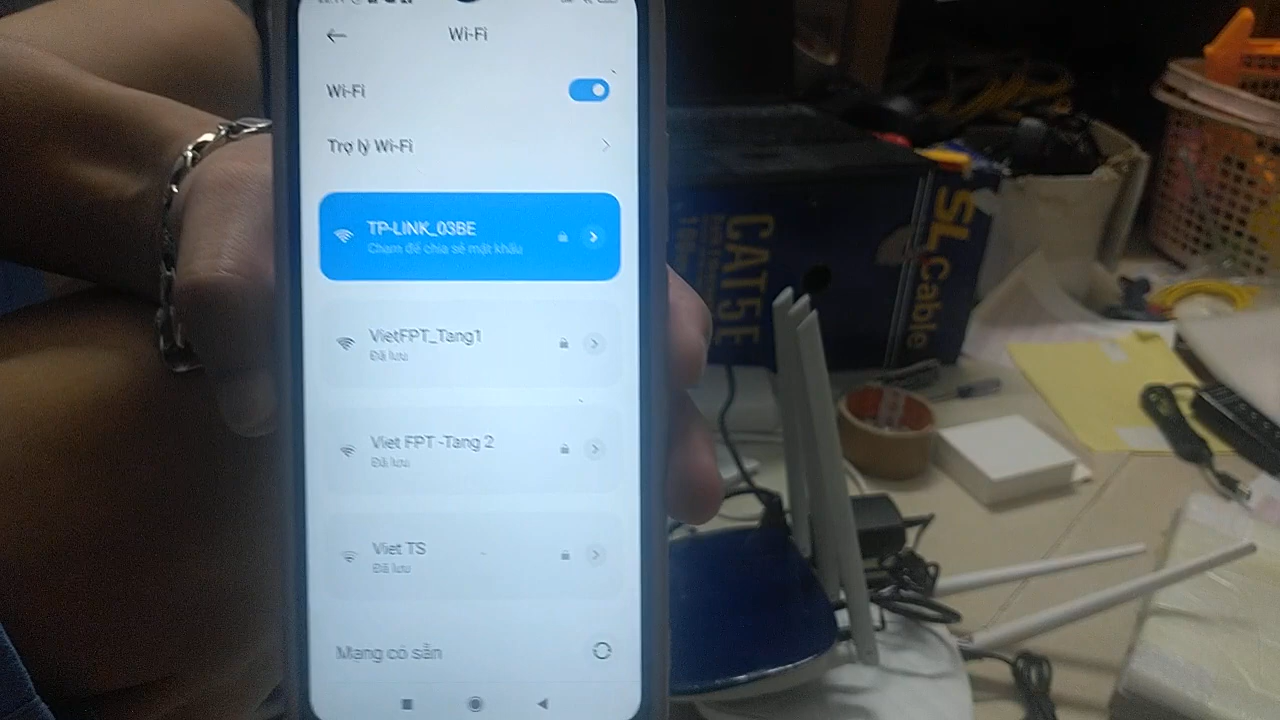 Wi-Fi
Wi-Fi
Trợ lý Wi-Fi
TP-LINK_03BE
Chạm để chia sẻ mật khẩu
VietFPT_Tang1
Đã lưu
Viet FPT -Tang 2
Đã lưu
Viet TS
Đã lưu
Mạng có sẵn
CAT5E
SL Cable